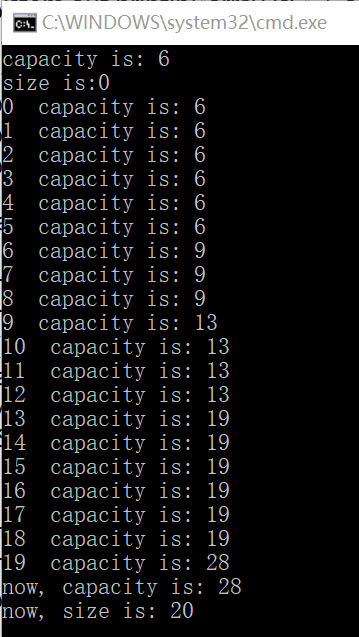 C:\WINDOWS\system32\cmd.exe
capacity is: 6
size is:0
0  capacity is: 6
1  capacity is: 6
2  capacity is: 6
3  capacity is: 6
4  capacity is: 6
5  capacity is: 6
6  capacity is: 9
7  capacity is: 9
8  capacity is: 9
9  capacity is: 13
10  capacity is: 13
11  capacity is: 13
12  capacity is: 13
13  capacity is: 19
14  capacity is: 19
15  capacity is: 19
16  capacity is: 19
17  capacity is: 19
18  capacity is: 19
19  capacity is: 28
now, capacity is: 28
now, size is: 20